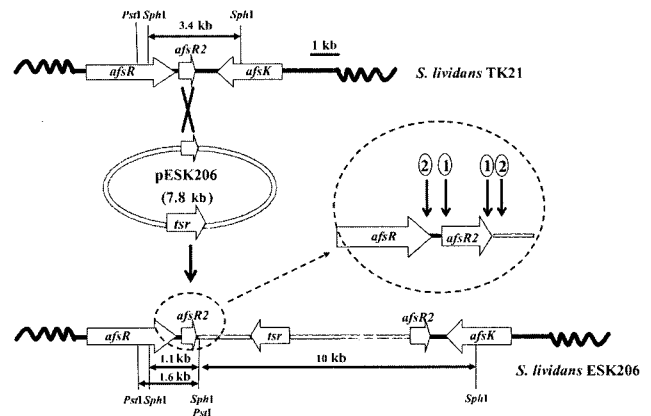 PstI SphI
SphI
3.4 kb
afsR2
1 kb
afsR
afsK
S. lividans TK21
pESK206
(7.8 kb)
tsr
2 1 1 2
afsR
afsR2
afsR2
afsR2
afsR
tsr
afsK
S. lividans ESK206
1.1 kb
10 kb
1.6 kb
PstI SphI
SphI
PstI
SphI